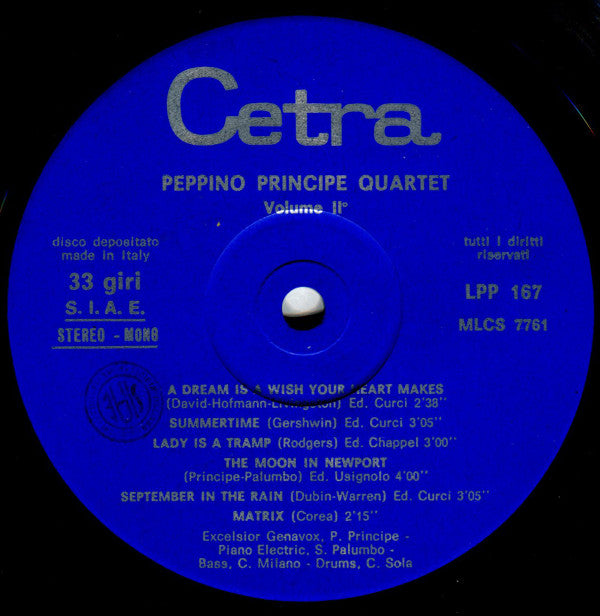 Cetra
PEPPINO PRINCIPE QUARTET
Volume II°
disco depositato
made in Italy
33 giri
S. I. A. E.
STEREO - MONO
tutti i diritti
riservati
LPP 167
MLCS 7761
A DREAM IS A WISH YOUR HEART MAKES
(David-Hofmann-Livingston) Ed. Curci 2'38''
SUMMERTIME (Gershwin) Ed. Curci 3'05''
LADY IS A TRAMP (Rodgers) Ed. Chappel 3'00''
THE MOON IN NEWPORT
(Principe-Palumbo) Ed. Usignolo 4'00''
SEPTEMBER IN THE RAIN (Dubin-Warren) Ed. Curci 3'05''
MATRIX (Corea) 2'15''
Excelsior Genavox, P. Principe -
Piano Electric, S. Palumbo -
Bass, C. Milano - Drums, C. Sola